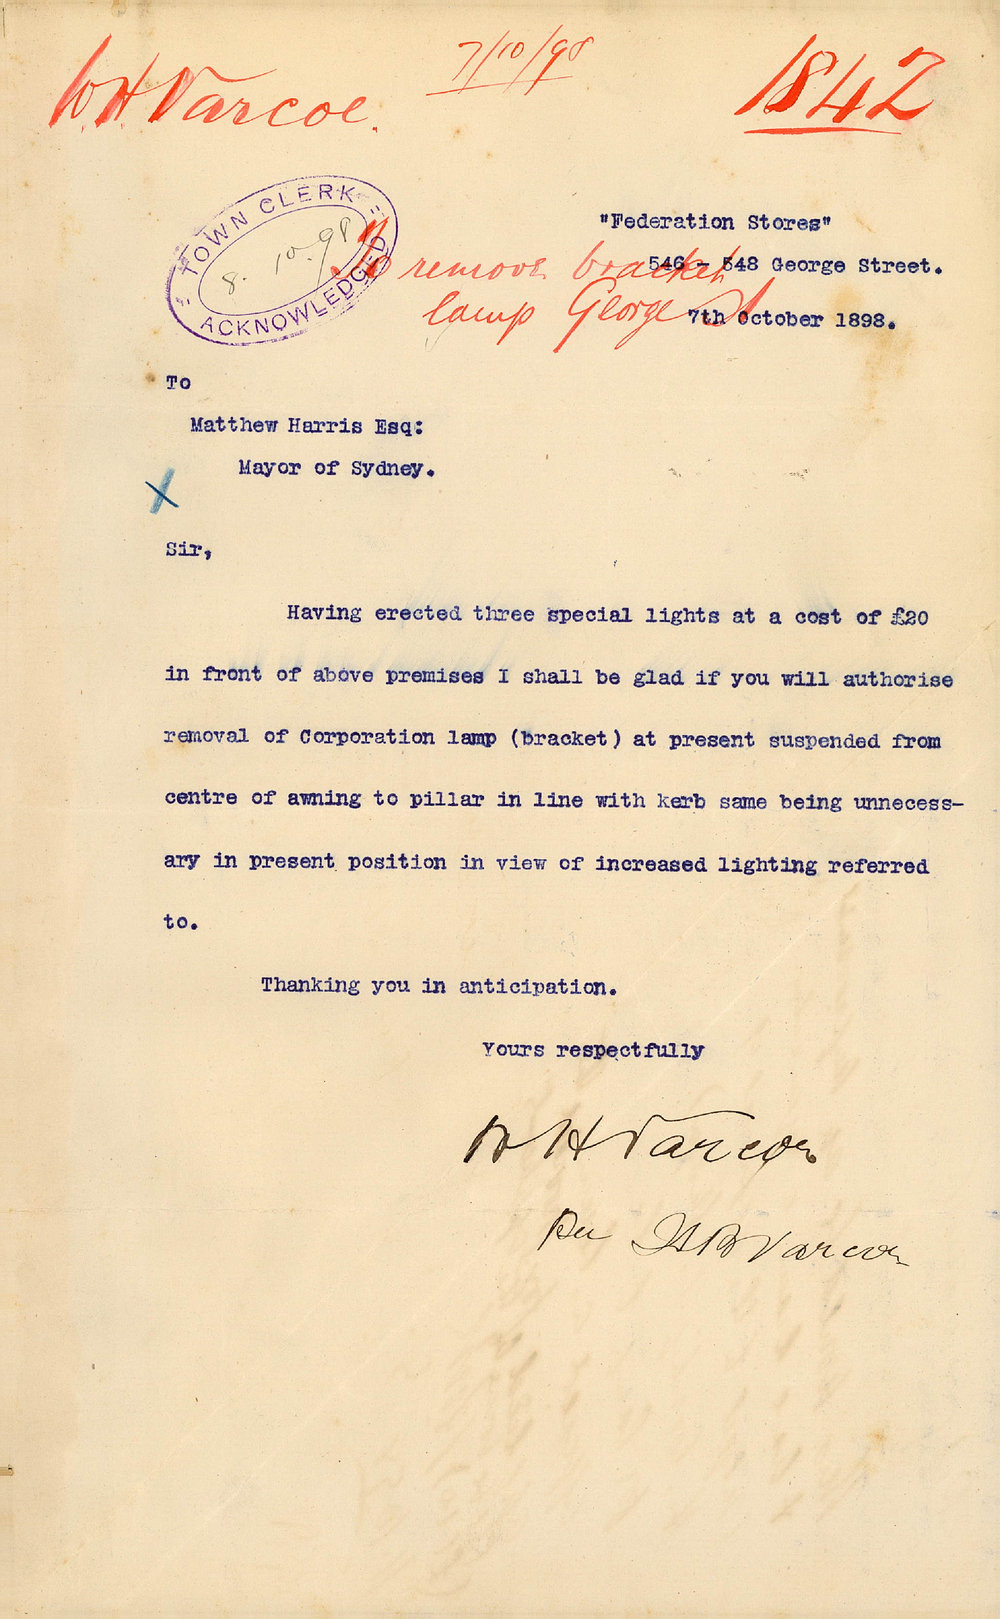 W. H. Varcoe.
7/10/98
1842
TOWN CLERK
8. 10. 98
ACKNOWLEDGED
"Federation Stores"
To remove bracket
546 - 548 George Street.
lamp George St
7th October 1898.
To
Matthew Harris Esq:
Mayor of Sydney.
X
Sir,
Having erected three special lights at a cost of £20
in front of above premises I shall be glad if you will authorise
removal of Corporation lamp (bracket) at present suspended from
centre of awning to pillar in line with kerb same being unnecess-
ary in present position in view of increased lighting referred
to.
Thanking you in anticipation.
Yours respectfully
W H Varcoe
Per B Varcoe